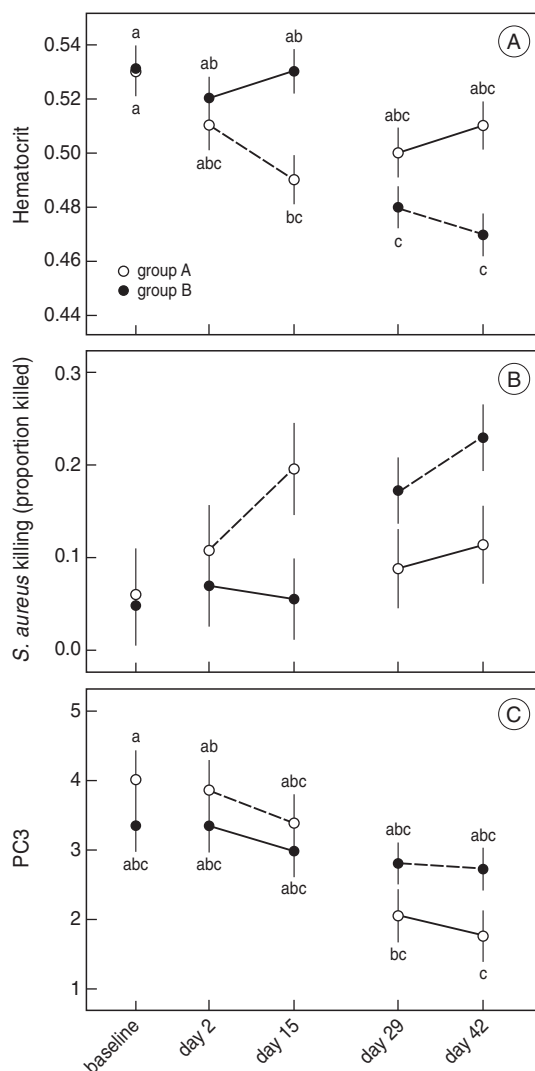 A
Hematocrit
0.54
0.52
0.50
0.48
0.46
0.44
a
a
ab
abc
ab
bc
abc
c
abc
c
group A
group B
B
S. aureus killing (proportion killed)
0.3
0.2
0.1
0.0
C
PC3
5
4
3
2
1
a
abc
ab
abc
abc
abc
abc
bc
abc
c
baseline
day 2
day 15
day 29
day 42